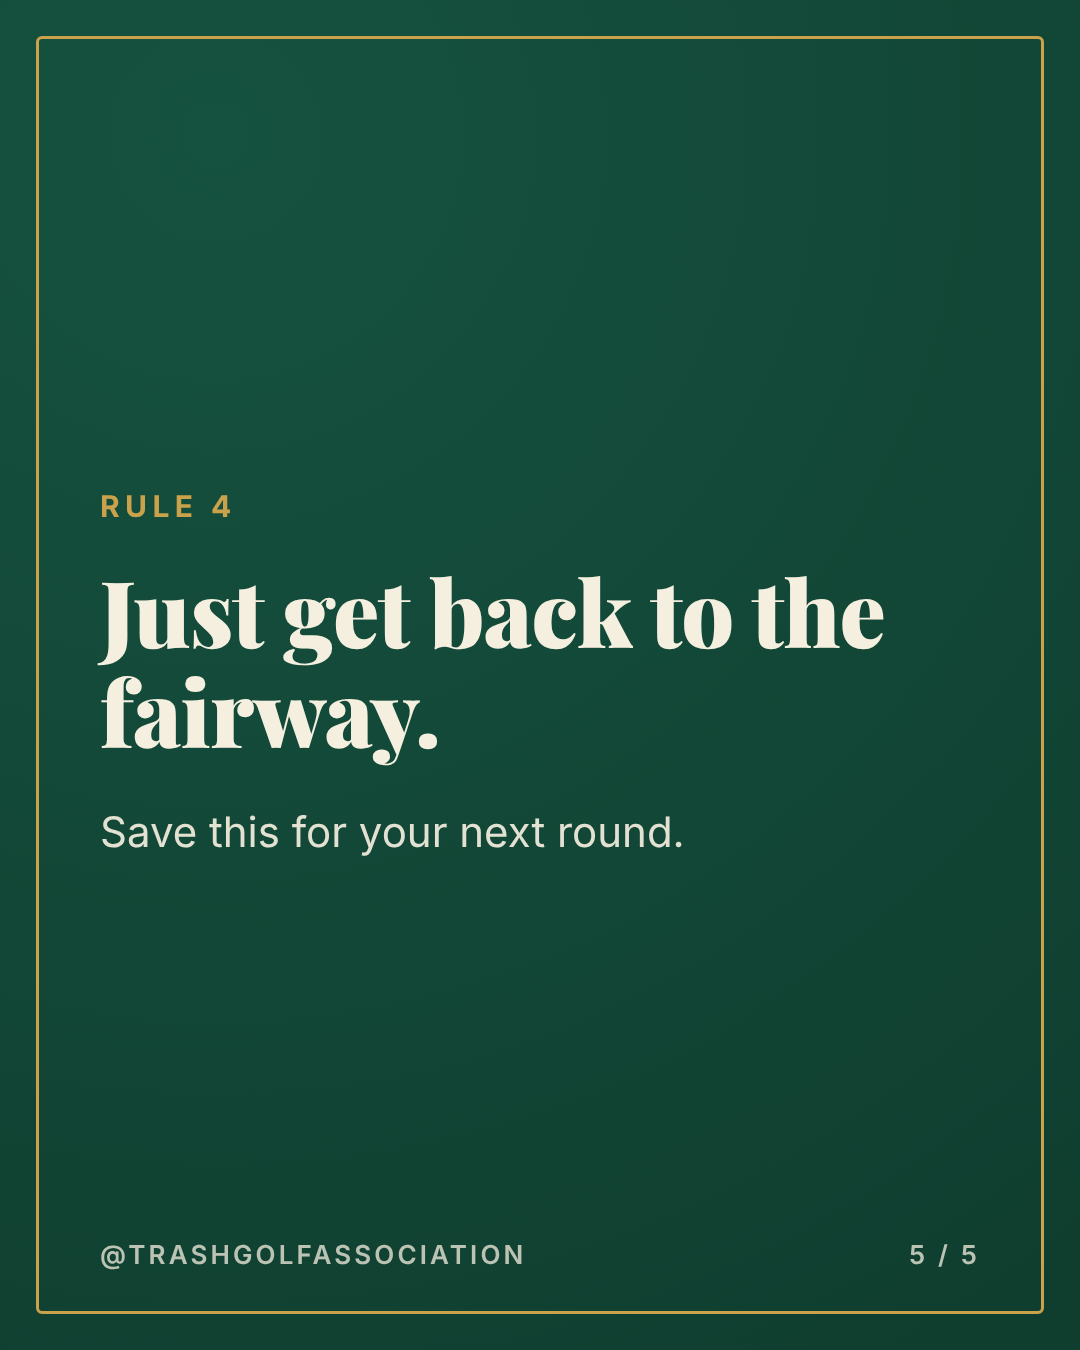 RULE 4
Just get back to the
fairway.
Save this for your next round.
@TRASHGOLFASSOCIATION
5 / 5